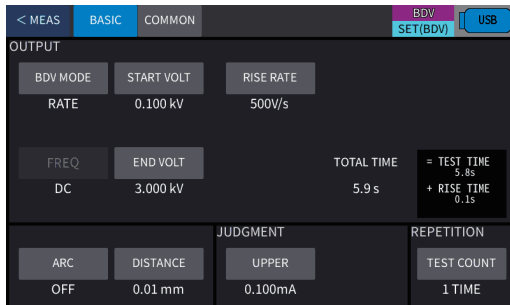 < MEAS BASIC COMMON BDV SET(BDV) USB
OUTPUT
BDV MODE START VOLT RISE RATE
RATE 0.100 kV 500V/s
FREQ END VOLT TOTAL TIME = TEST TIME
5.8s
DC 3.000 kV 5.9 s + RISE TIME
0.1s
JUDGMENT REPETITION
ARC DISTANCE UPPER TEST COUNT
OFF 0.01 mm 0.100mA 1 TIME